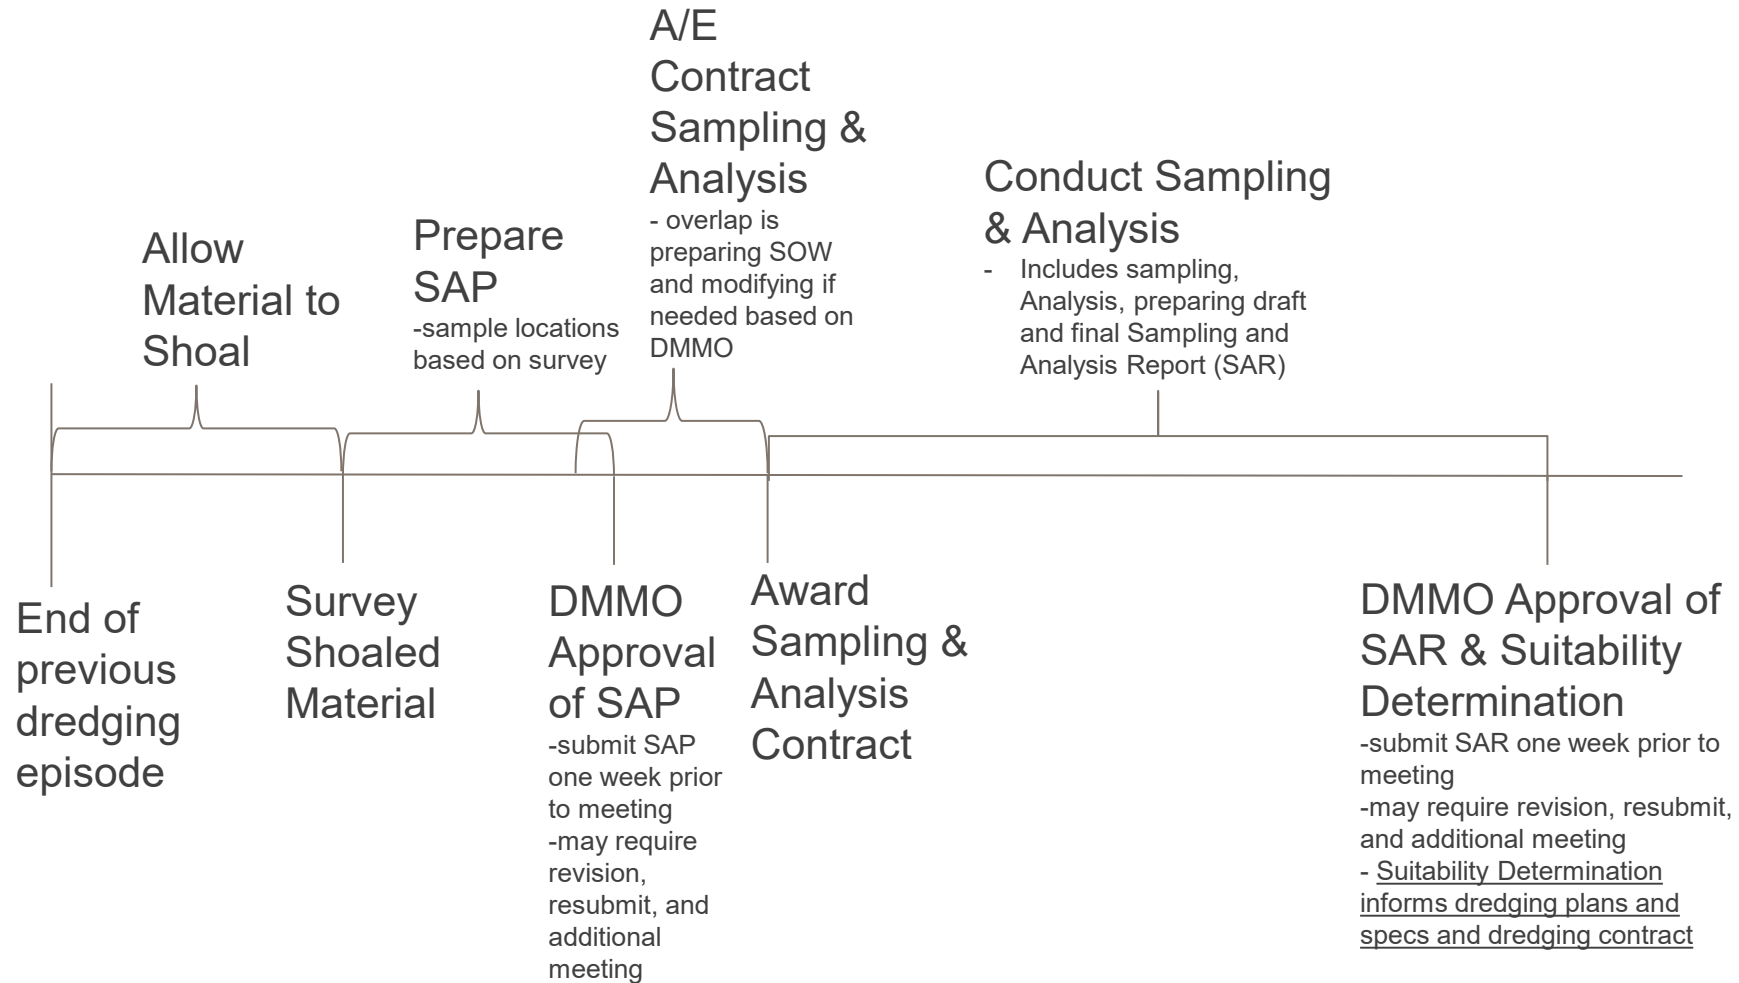 A/E
Contract
Sampling &
Analysis
- overlap is
preparing SOW
and modifying if
needed based on
DMMO
Conduct Sampling
& Analysis
- Includes sampling,
Analysis, preparing draft
and final Sampling and
Analysis Report (SAR)
Prepare
SAP
-sample locations
based on survey
Allow
Material to
Shoal
End of
previous
dredging
episode
Survey
Shoaled
Material
DMMO
Approval
of SAP
-submit SAP
one week prior
to meeting
-may require
revision,
resubmit, and
additional
meeting
Award
Sampling &
Analysis
Contract
DMMO Approval of
SAR & Suitability
Determination
-submit SAR one week prior to
meeting
-may require revision, resubmit,
and additional meeting
- Suitability Determination
informs dredging plans and
specs and dredging contract